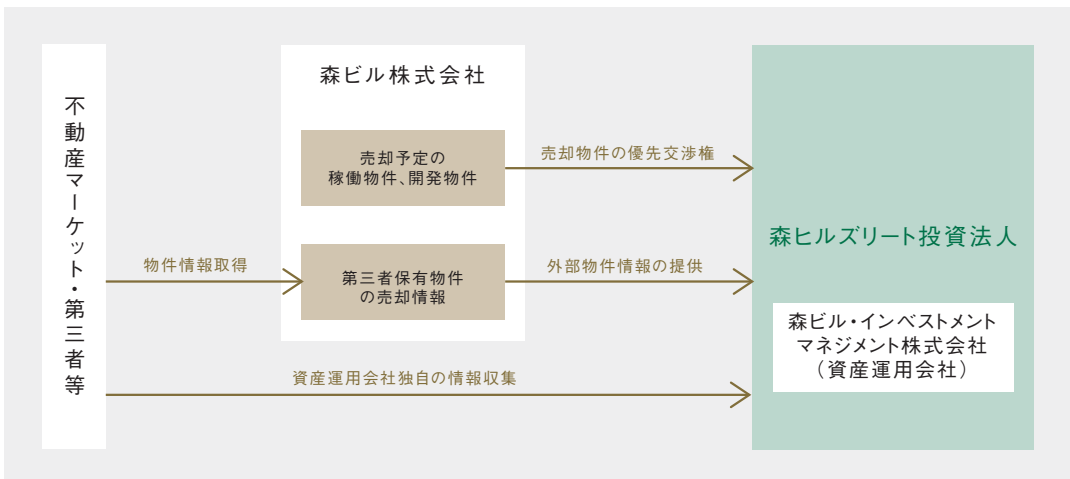 不動産マーケット・第三者等
森ビル株式会社
売却予定の
稼働物件、開発物件
売却物件の優先交渉権
物件情報取得
第三者保有物件
の売却情報
外部物件情報の提供
資産運用会社独自の情報収集
森ヒルズリート投資法人
森ビル・インベストメント
マネジメント株式会社
（資産運用会社）